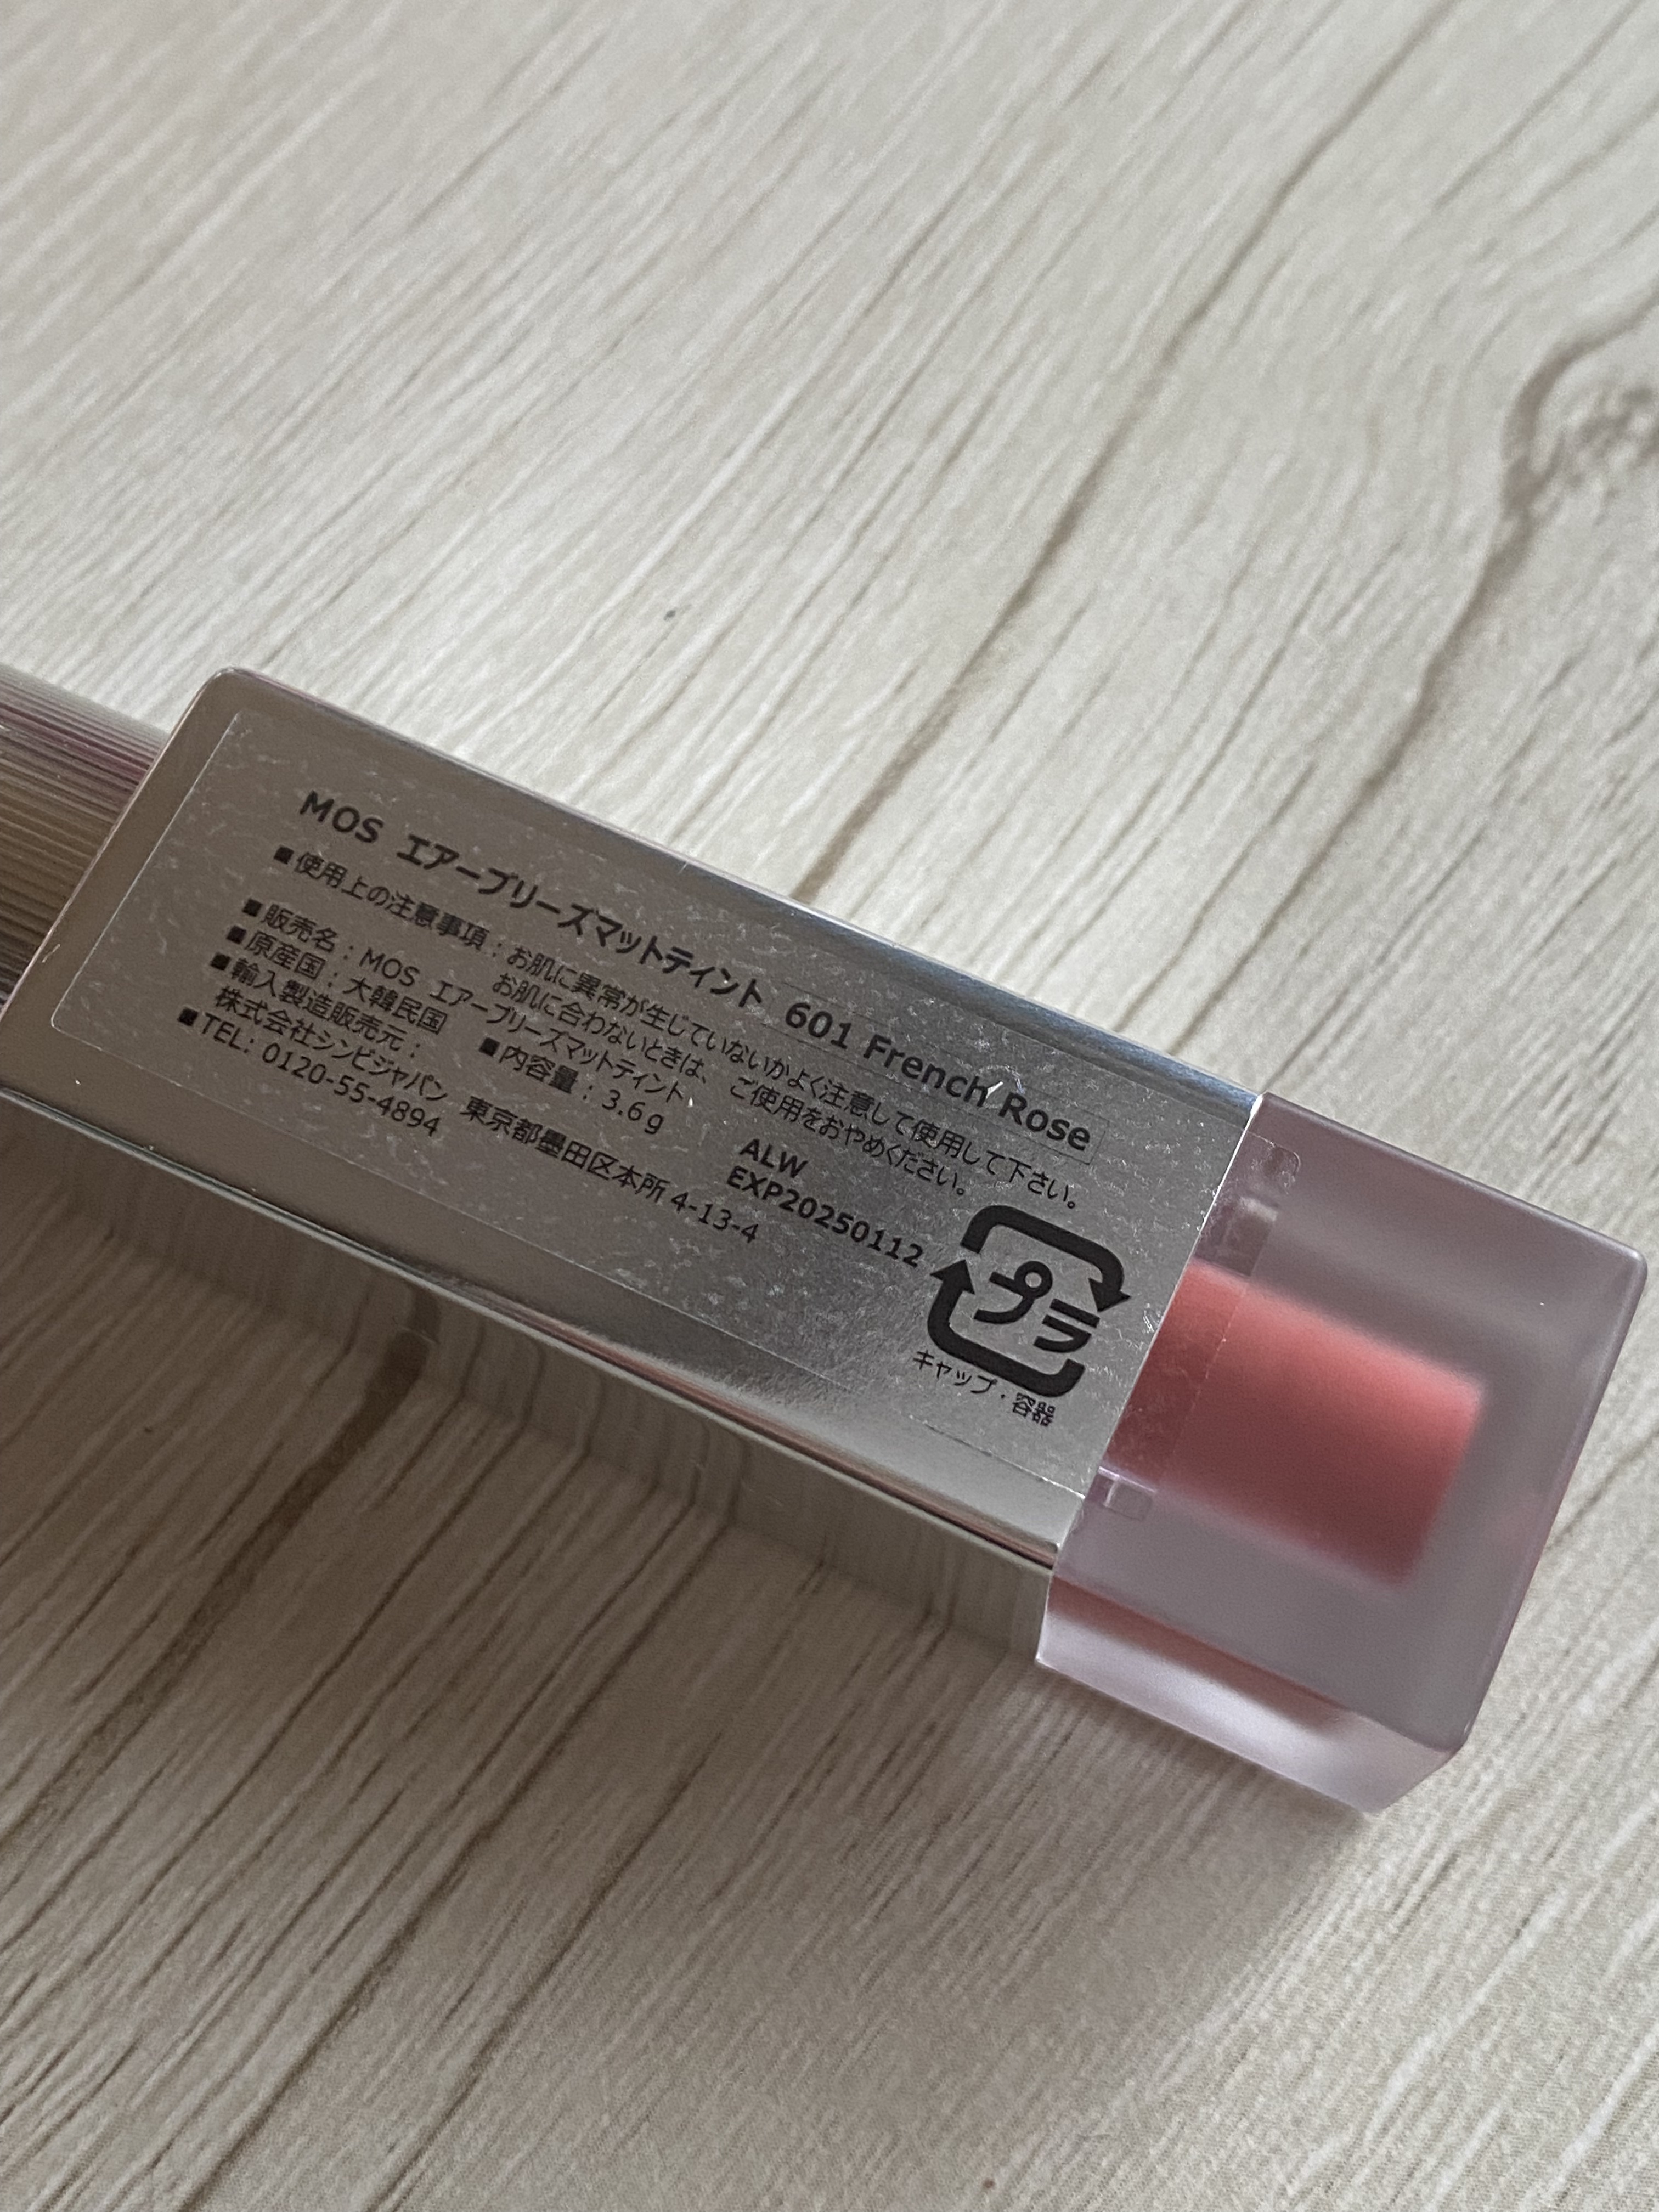 MOS エアーブリーズマットティント 601 French Rose
■使用上の注意事項：お肌に異常が生じていないかよく注意して使用して下さい。
お肌に合わないときは、ご使用をおやめください。
■販売名：MOS エアーブリーズマットティント
■原産国：大韓民国 ■内容量：3.6g
ALW
EXP20250112
■輸入製造販売元：
株式会社シンビジャパン 東京都墨田区本所 4-13-4
■TEL: 0120-55-4894
プラ
キャップ・容器